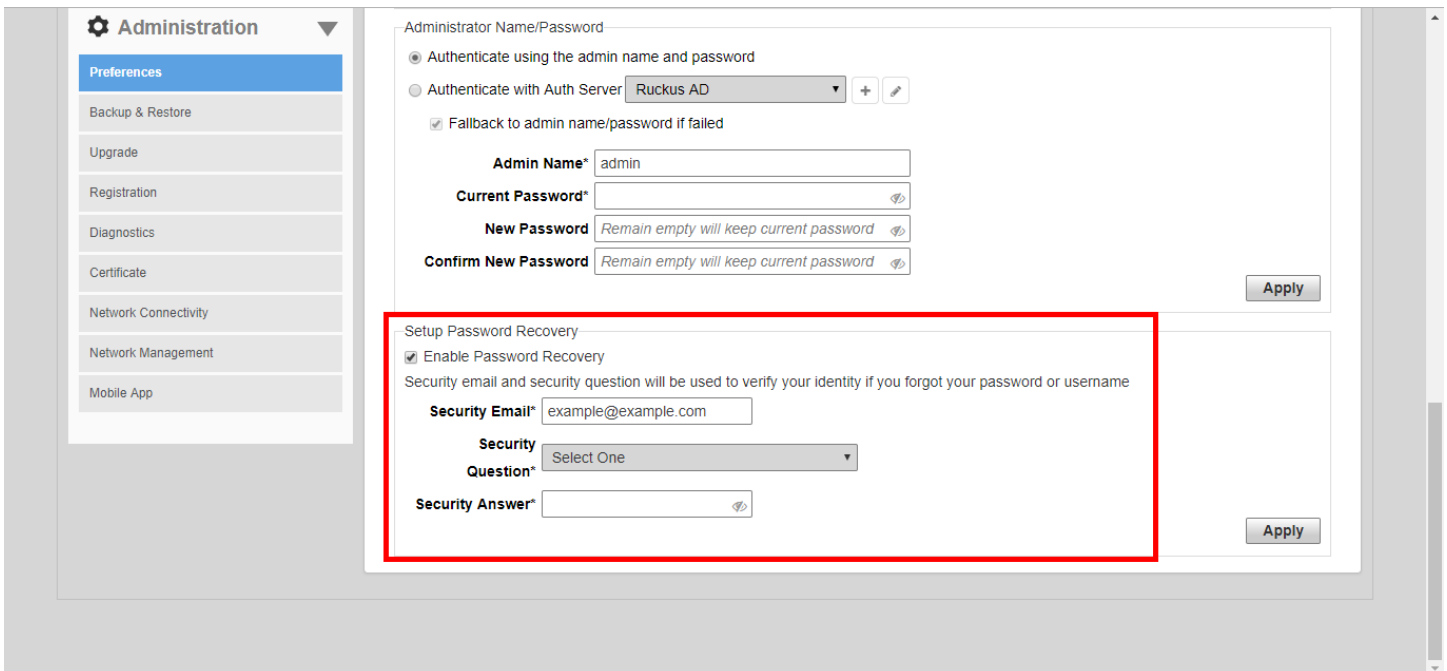 Administration
Preferences
Backup & Restore
Upgrade
Registration
Diagnostics
Certificate
Network Connectivity
Network Management
Mobile App
Administrator Name/Password
Authenticate using the admin name and password
Authenticate with Auth Server Ruckus AD
Fallback to admin name/password if failed
Admin Name* admin
Current Password*
New Password Remain empty will keep current password
Confirm New Password Remain empty will keep current password
Apply
Setup Password Recovery
Enable Password Recovery
Security email and security question will be used to verify your identity if you forgot your password or username
Security Email* example@example.com
Security
Question* Select One
Security Answer*
Apply